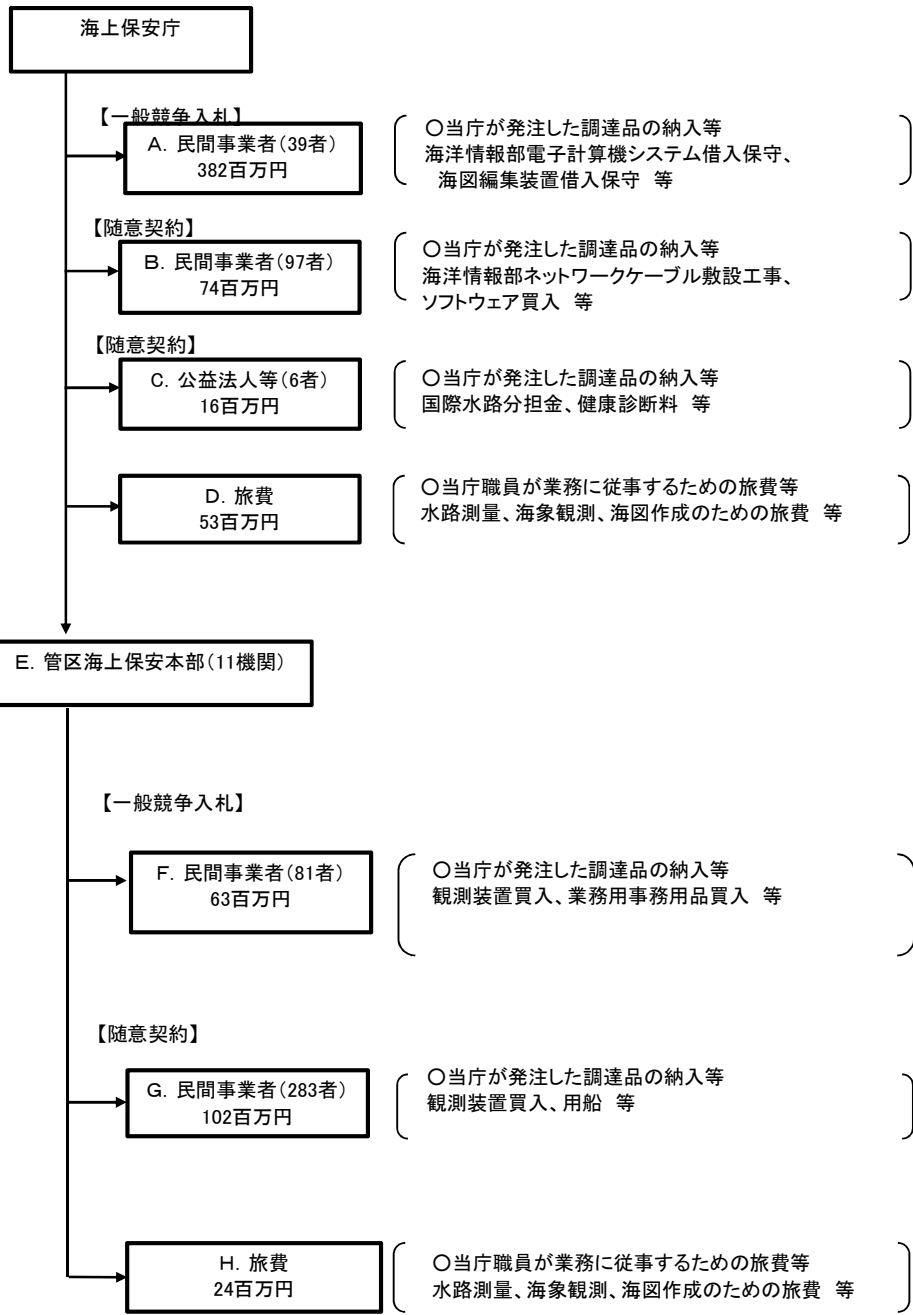 海上保安庁
【一般競争入札】
A．民間事業者(39者)
382百万円
○当庁が発注した調達品の納入等
海洋情報部電子計算機システム借入保守、
海図編集装置借入保守　等
【随意契約】
B．民間事業者(97者)
74百万円
○当庁が発注した調達品の納入等
海洋情報部ネットワークケーブル敷設工事、
ソフトウェア買入　等
【随意契約】
C．公益法人等(6者)
16百万円
○当庁が発注した調達品の納入等
国際水路分担金、健康診断料　等
D．旅費
53百万円
○当庁職員が業務に従事するための旅費等
水路測量、海象観測、海図作成のための旅費　等
E．管区海上保安本部(11機関)
【一般競争入札】
F．民間事業者(81者)
63百万円
○当庁が発注した調達品の納入等
観測装置買入、業務用事務用品買入　等
【随意契約】
G．民間事業者(283者)
102百万円
○当庁が発注した調達品の納入等
観測装置買入、用船　等
H．旅費
24百万円
○当庁職員が業務に従事するための旅費等
水路測量、海象観測、海図作成のための旅費　等